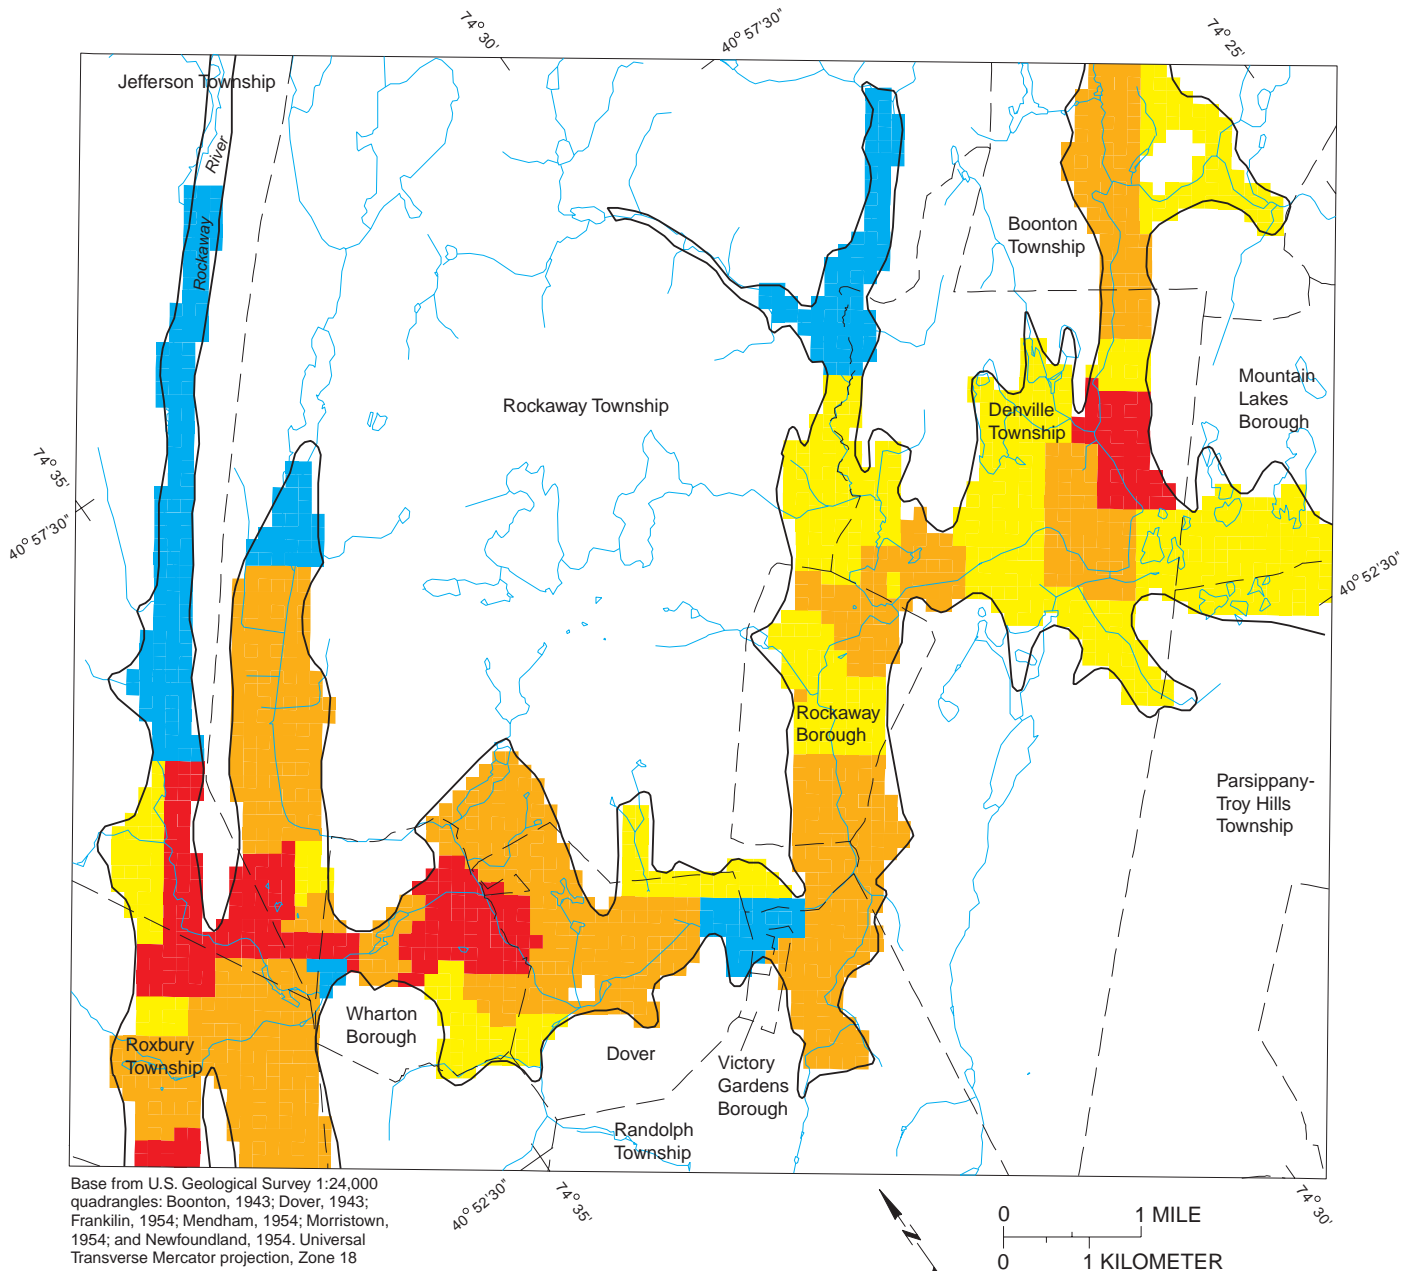 74° 30'
40° 57'30"
74° 25'
Jefferson Township
River
Rockaway
Boonton
Township
Rockaway Township
Mountain
Lakes
Borough
Denville
Township
74° 35'
40° 57'30"
40° 52'30"
Rockaway
Borough
Parsippany-
Troy Hills
Township
Wharton
Borough
Roxbury
Township
Dover
Victory
Gardens
Borough
Randolph
Township
Base from U.S. Geological Survey 1:24,000
quadrangles: Boonton, 1943; Dover, 1943;
Frankilin, 1954; Mendham, 1954; Morristown,
1954; and Newfoundland, 1954. Universal
Transverse Mercator projection, Zone 18
40° 52'30"
74° 35'
74° 30'
N
0 1 MILE
0 1 KILOMETER